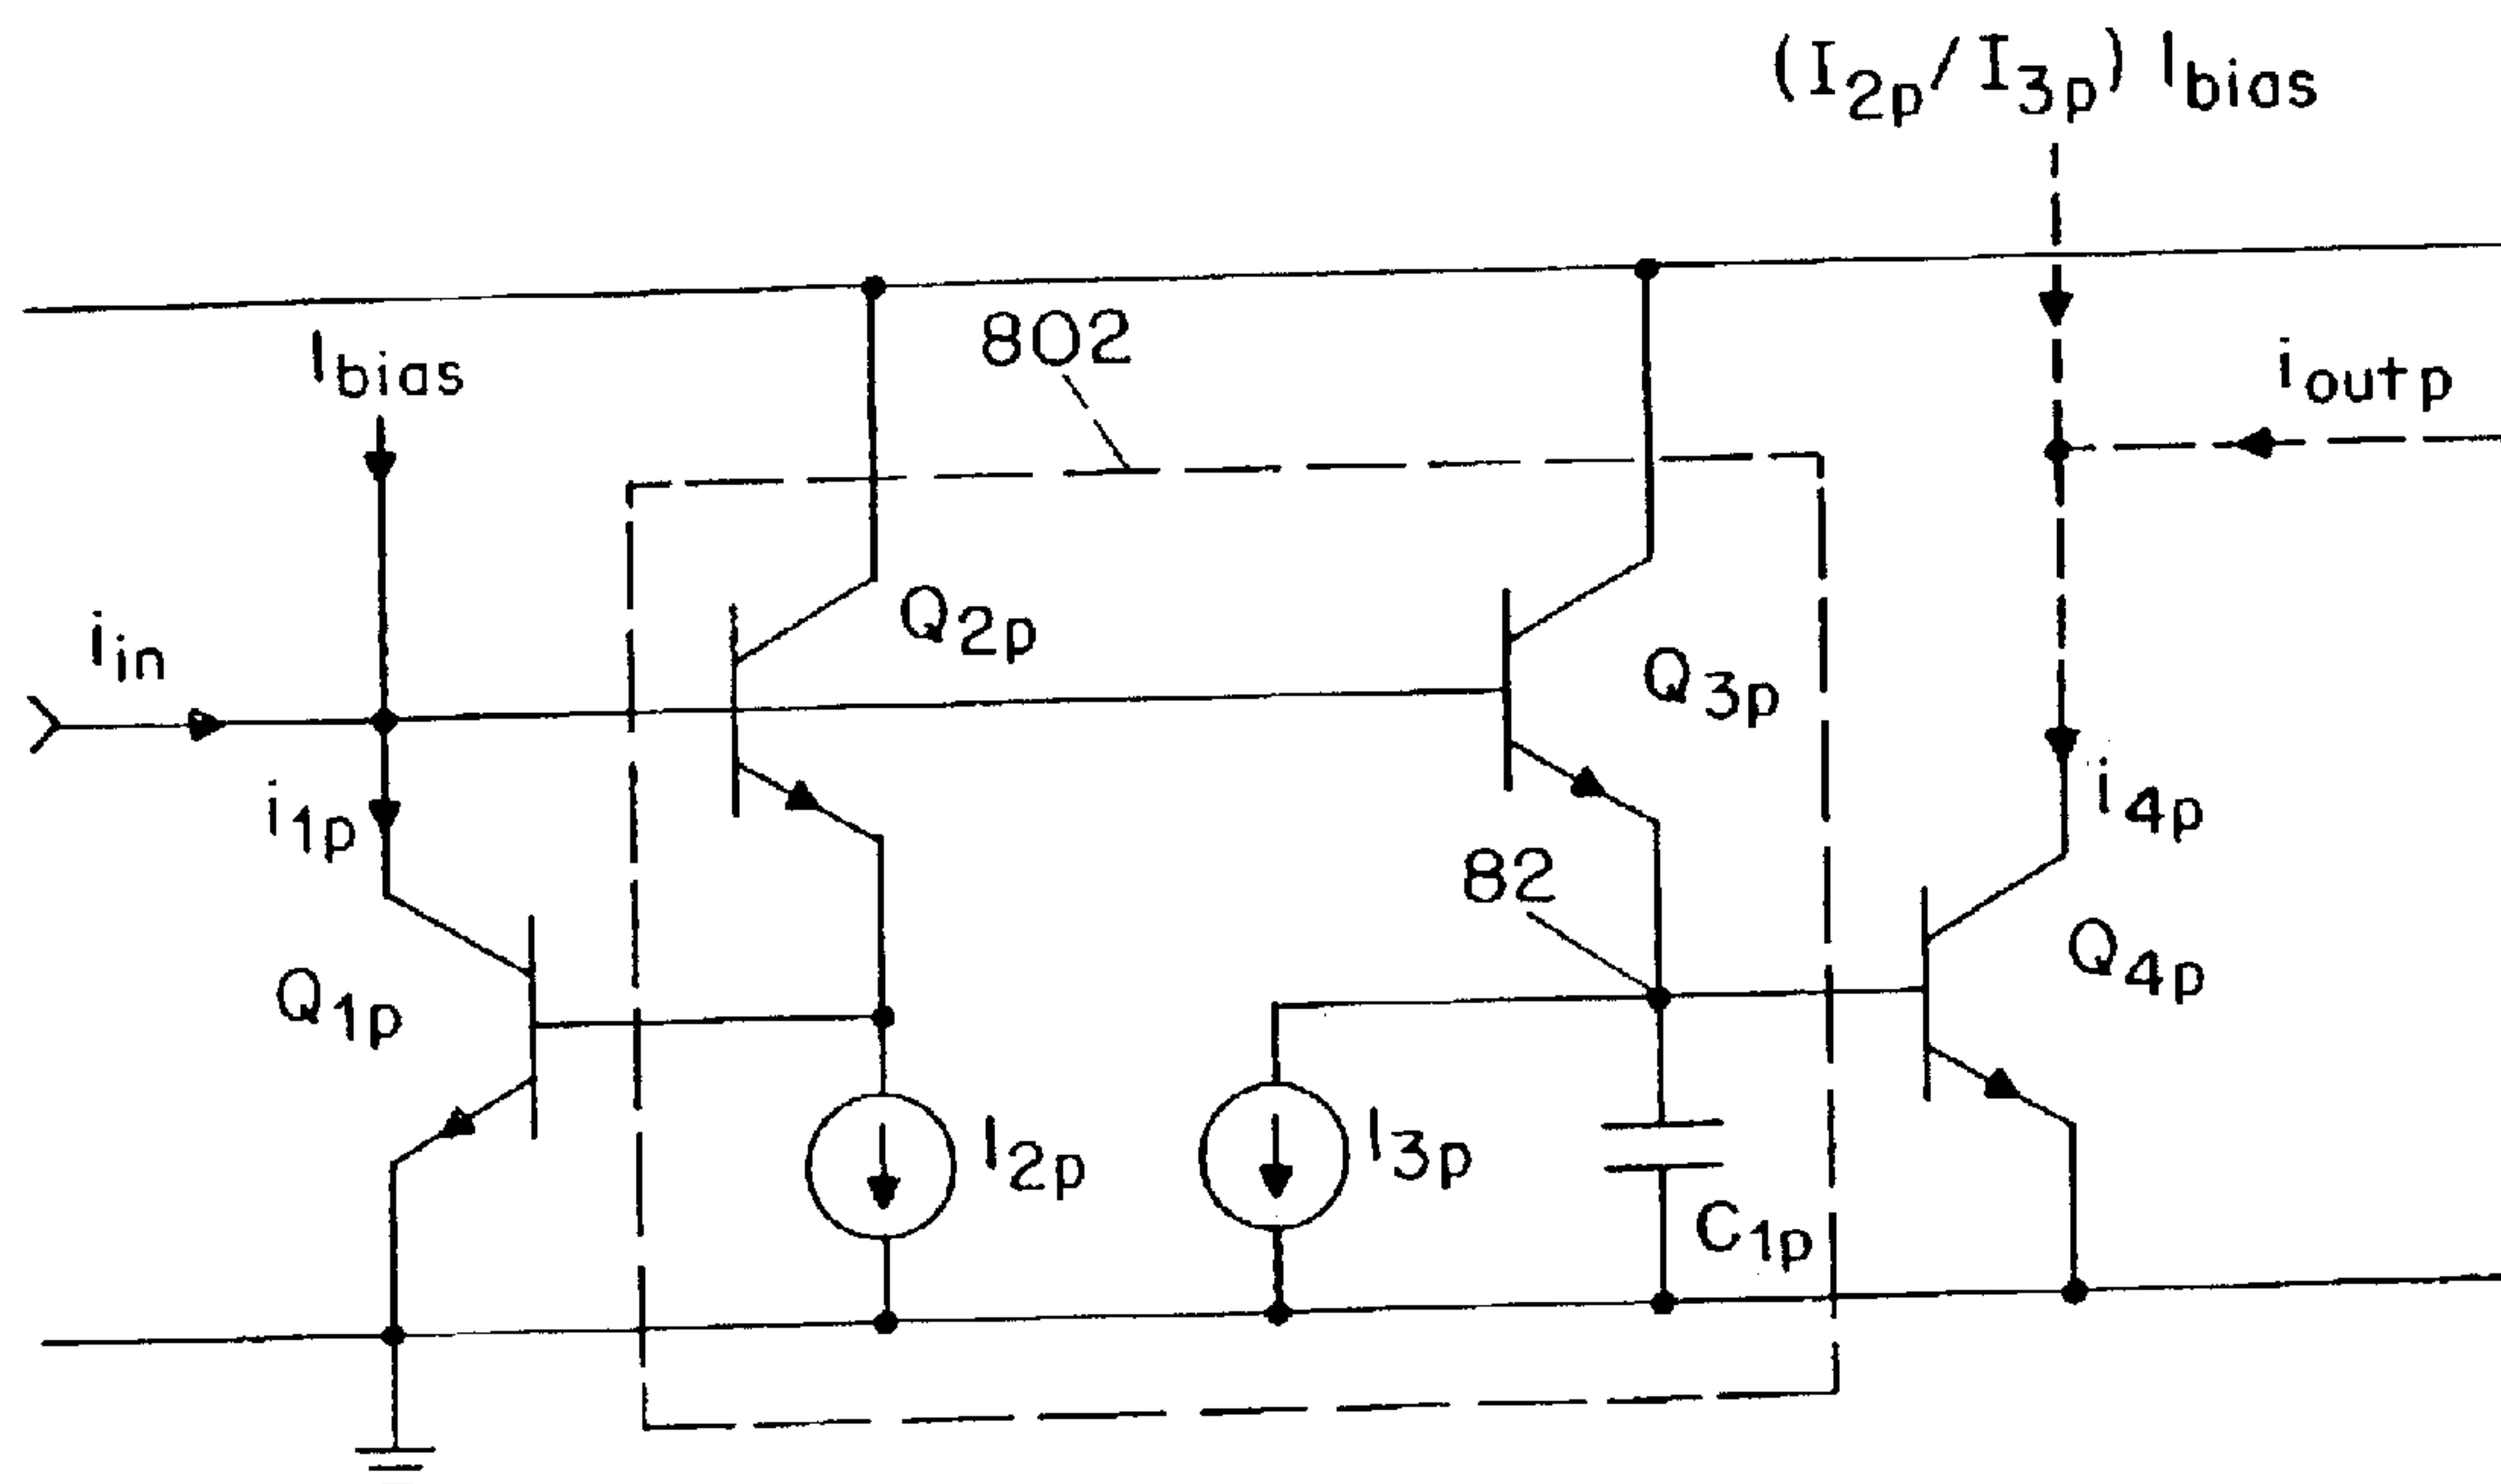 (I2p/I3p) Ibias
802
Ibias
ioutp
iin
Q2p
Q3p
i1p
i4p
82
Q1p
Q4p
I2p
I3p
C1p